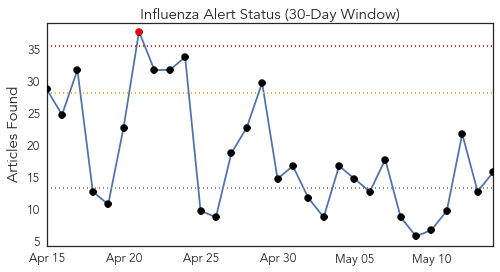 Influenza Alert Status (30-Day Window)
Articles Found
35
30
25
20
15
10
5
Apr 15 Apr 20 Apr 25 Apr 30 May 05 May 10